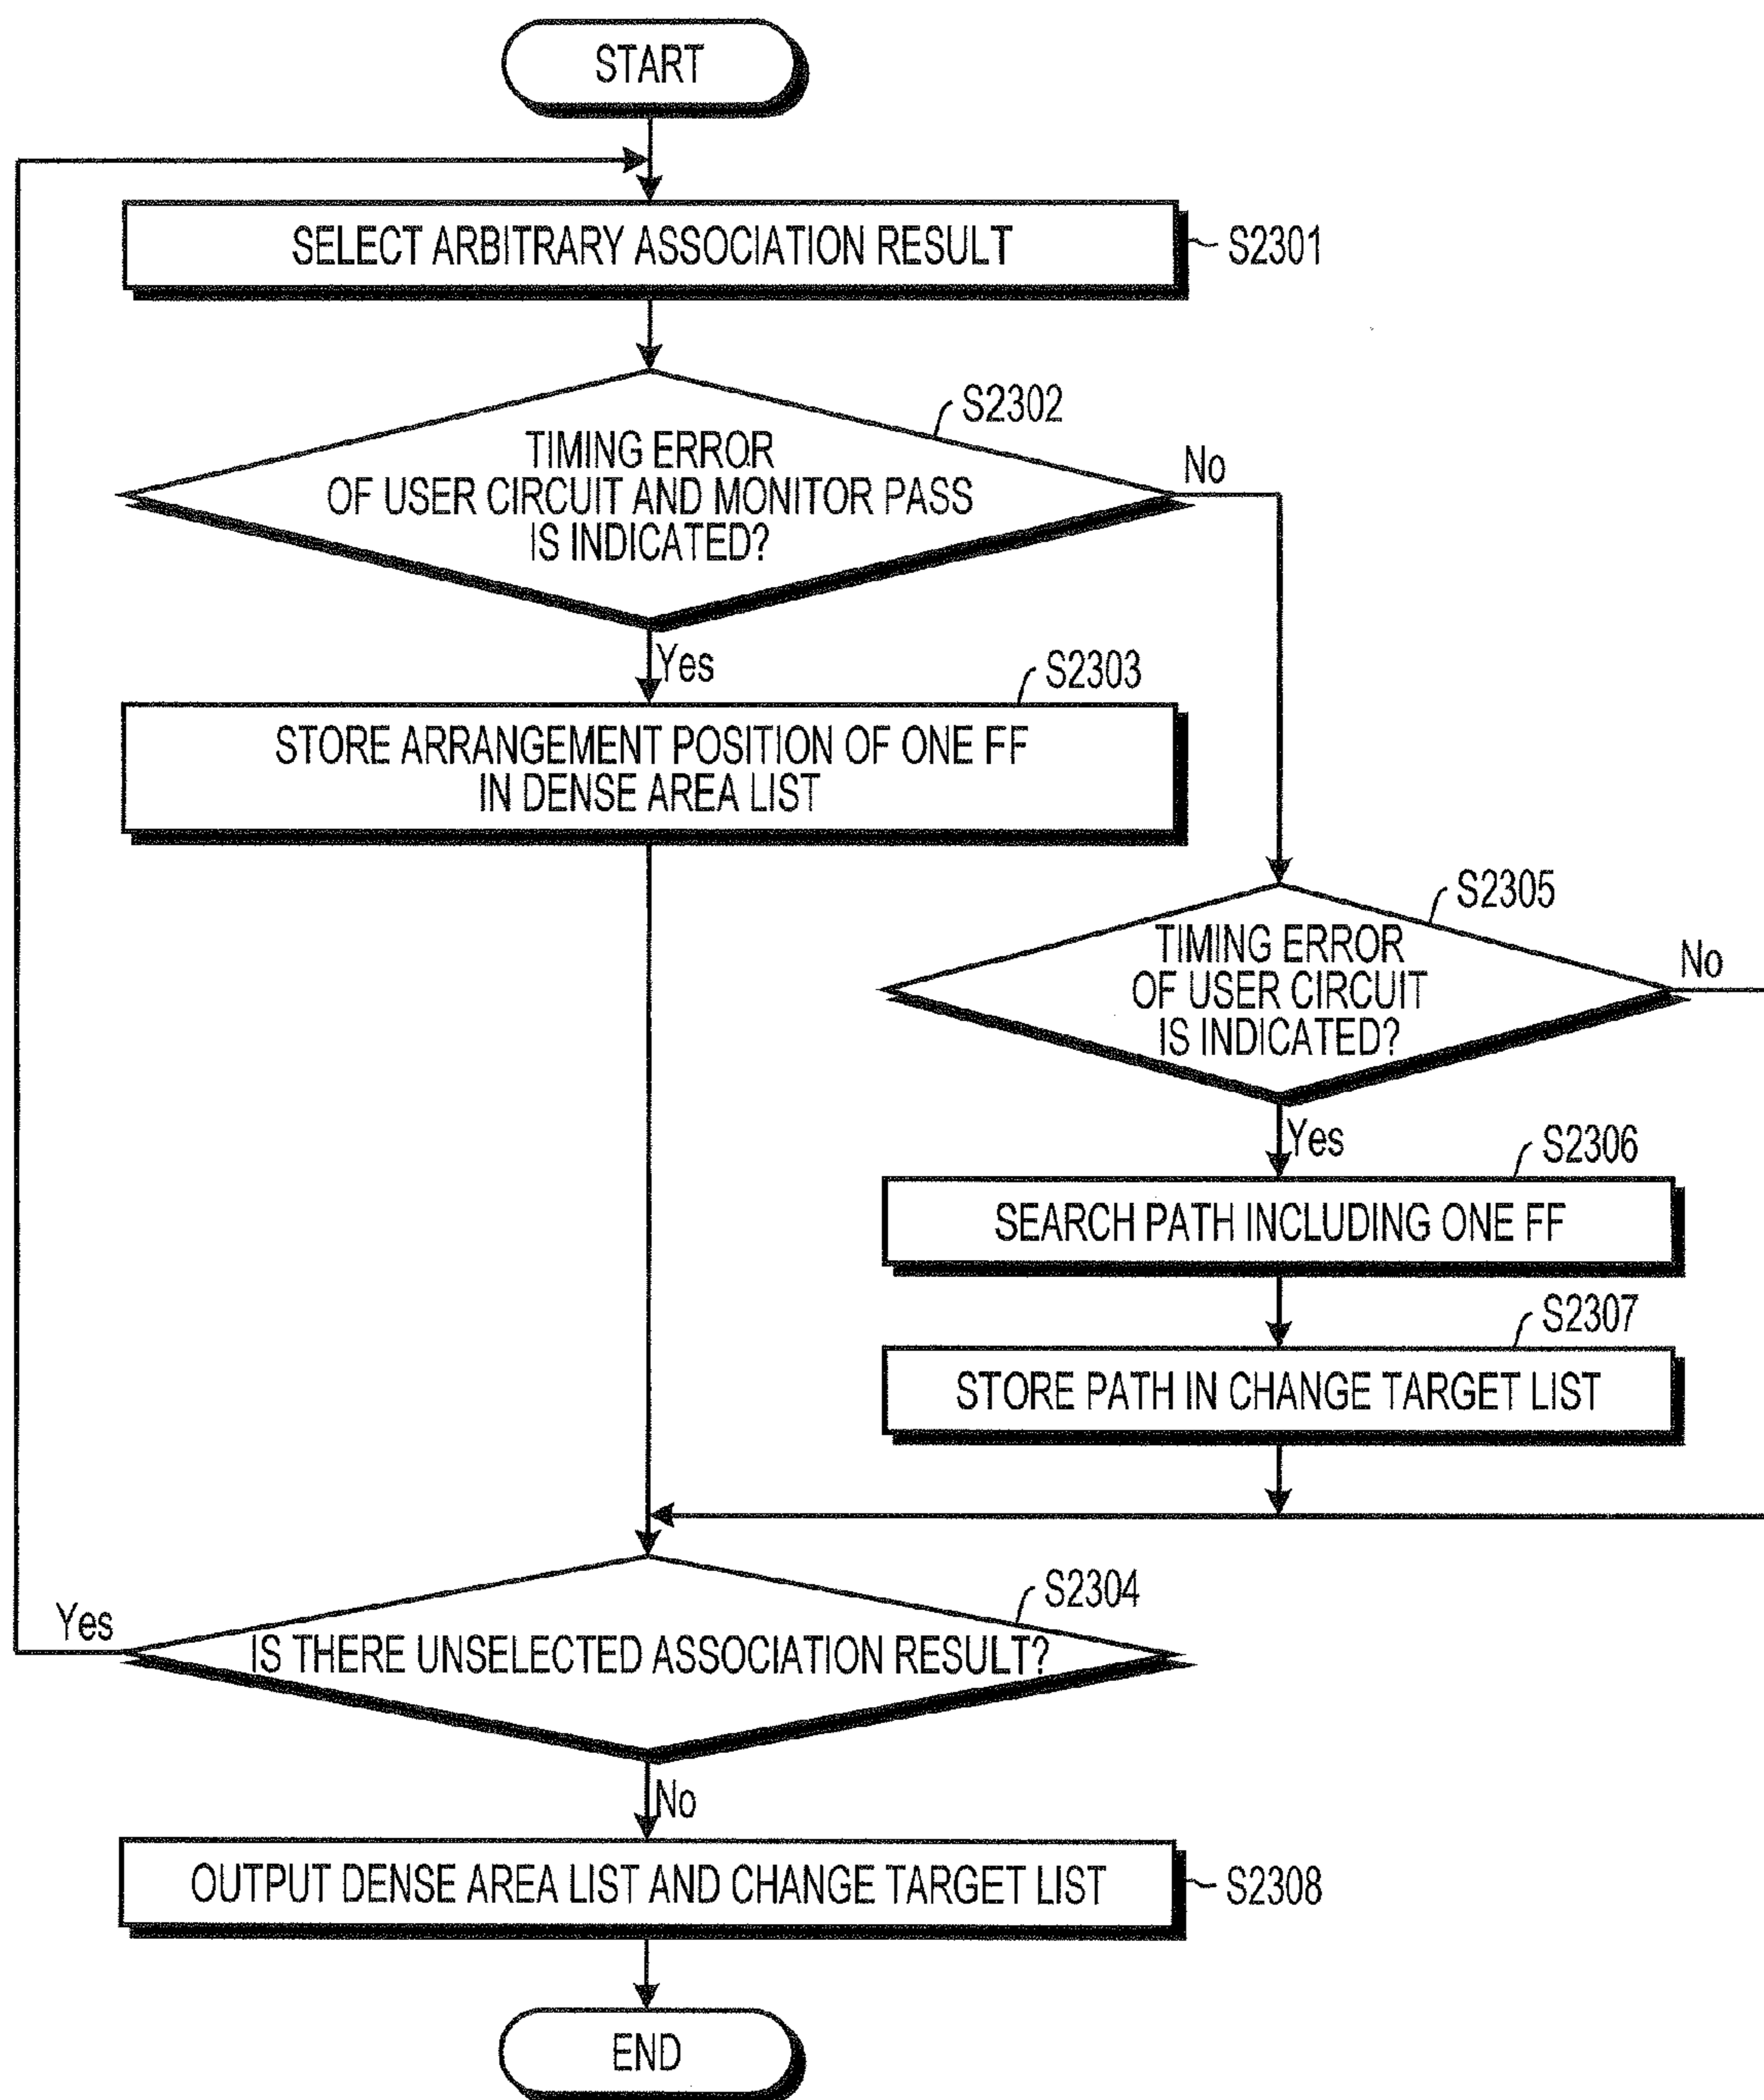 START
SELECT ARBITRARY ASSOCIATION RESULT
S2301
S2302
TIMING ERROR
OF USER CIRCUIT AND MONITOR PASS
IS INDICATED?
No
Yes
S2303
STORE ARRANGEMENT POSITION OF ONE FF
IN DENSE AREA LIST
S2305
TIMING ERROR
OF USER CIRCUIT
IS INDICATED?
No
Yes
S2306
SEARCH PATH INCLUDING ONE FF
S2307
STORE PATH IN CHANGE TARGET LIST
S2304
Yes
IS THERE UNSELECTED ASSOCIATION RESULT?
No
OUTPUT DENSE AREA LIST AND CHANGE TARGET LIST
S2308
END